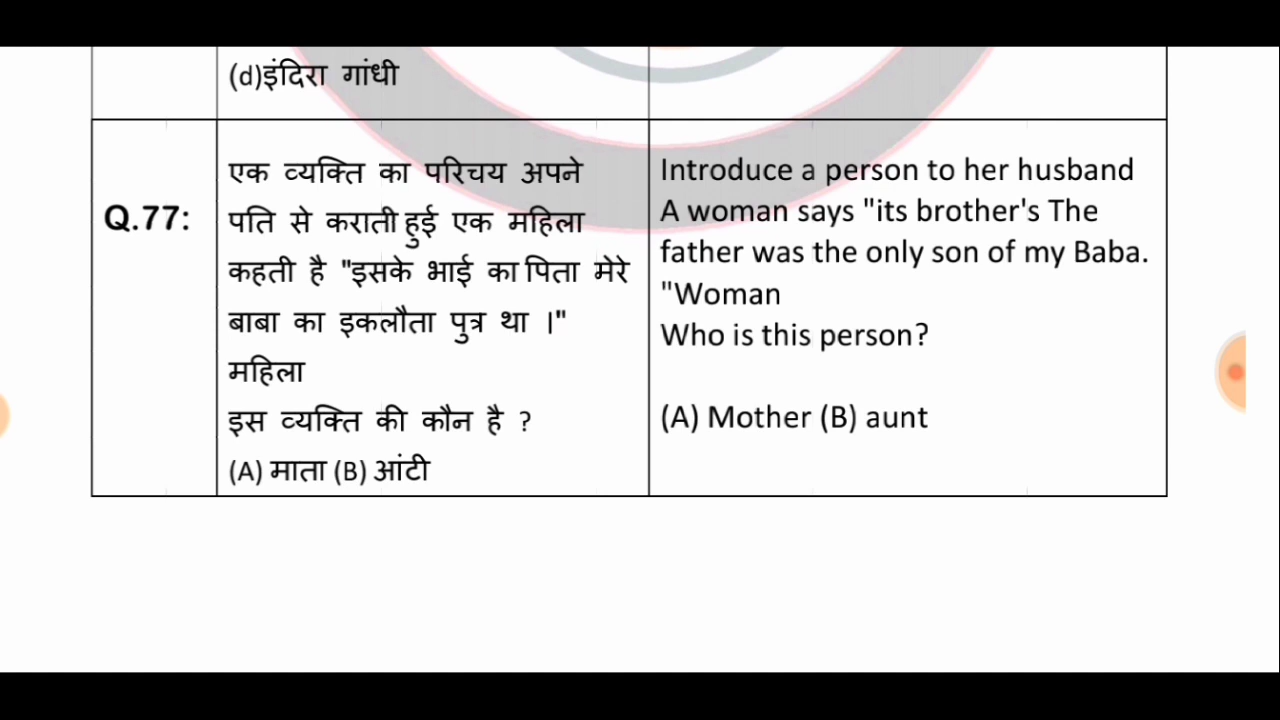 (d)इंदिरा गांधी
Q.77:
एक व्यक्ति का परिचय अपने
पति से कराती हुई एक महिला
कहती है "इसके भाई का पिता मेरे
बाबा का इकलौता पुत्र था ।"
महिला
इस व्यक्ति की कौन है ?
(A) माता (B) आंटी
Introduce a person to her husband
A woman says "its brother's The
father was the only son of my Baba.
"Woman
Who is this person?
(A) Mother (B) aunt